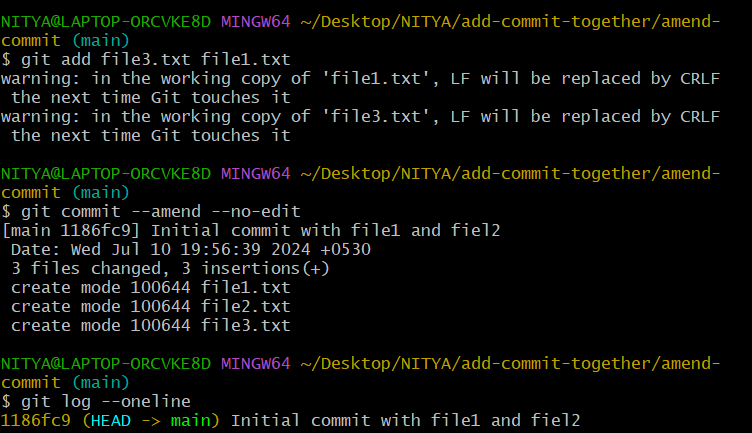 NITYA@LAPTOP-ORCVKE8D MINGW64 ~/Desktop/NITYA/add-commit-together/amend-
commit (main)
$ git add file3.txt file1.txt
warning: in the working copy of 'file1.txt', LF will be replaced by CRLF
 the next time Git touches it
warning: in the working copy of 'file3.txt', LF will be replaced by CRLF
 the next time Git touches it
NITYA@LAPTOP-ORCVKE8D MINGW64 ~/Desktop/NITYA/add-commit-together/amend-
commit (main)
$ git commit --amend --no-edit
[main 1186fc9] Initial commit with file1 and fiel2
 Date: Wed Jul 10 19:56:39 2024 +0530
 3 files changed, 3 insertions(+)
 create mode 100644 file1.txt
 create mode 100644 file2.txt
 create mode 100644 file3.txt
NITYA@LAPTOP-ORCVKE8D MINGW64 ~/Desktop/NITYA/add-commit-together/amend-
commit (main)
$ git log --oneline
1186fc9 (HEAD -> main) Initial commit with file1 and fiel2